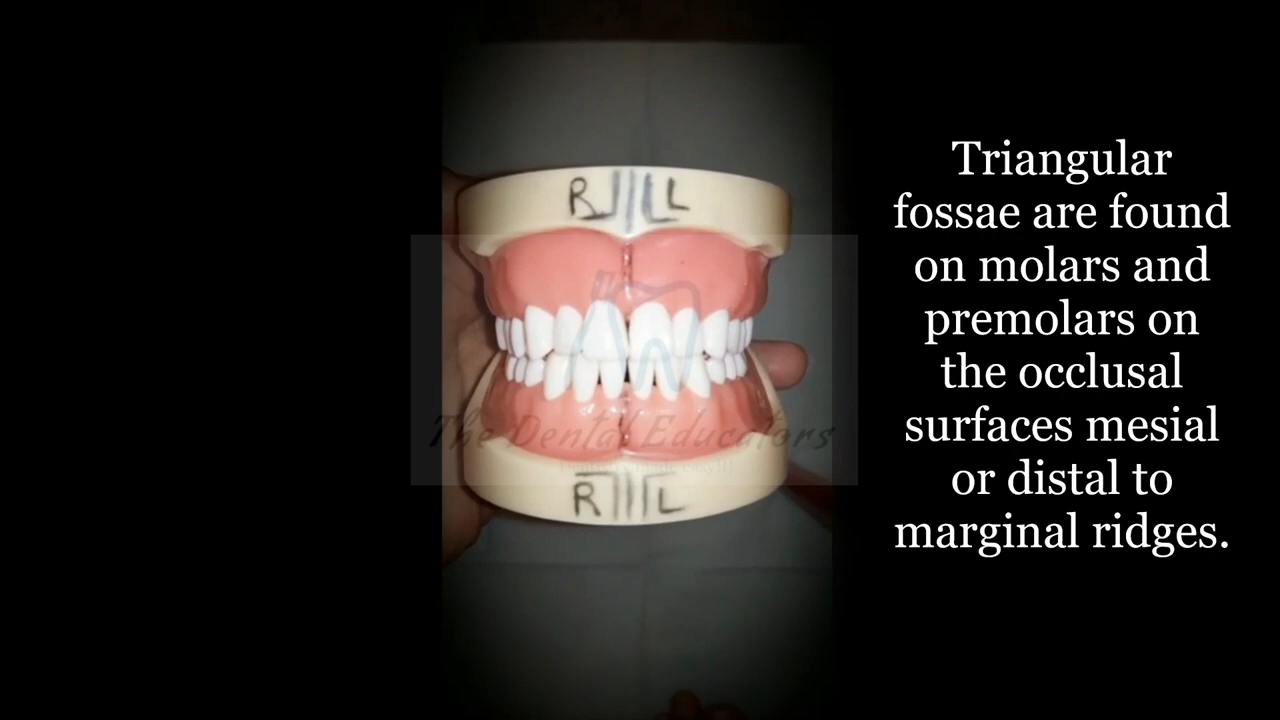 R L
The Dental Educators
R L
Triangular
fossae are found
on molars and
premolars on
the occlusal
surfaces mesial
or distal to
marginal ridges.